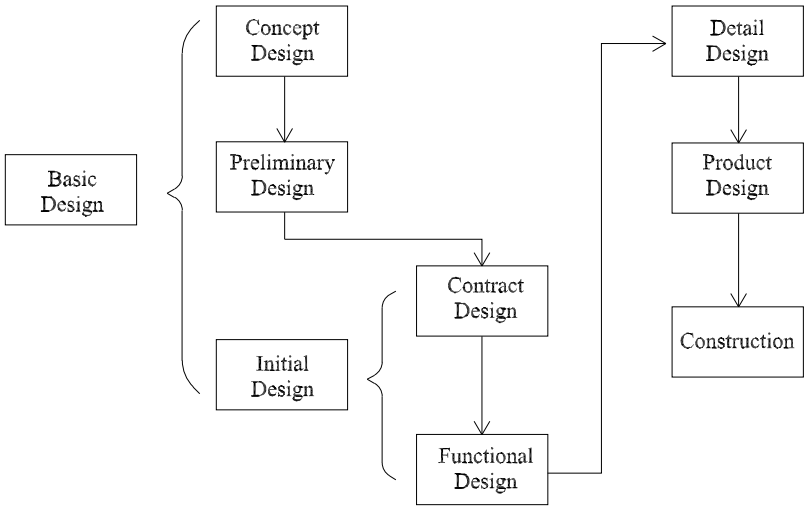 Concept
Design
Preliminary
Design
Basic
Design
Contract
Design
Initial
Design
Functional
Design
Detail
Design
Product
Design
Construction